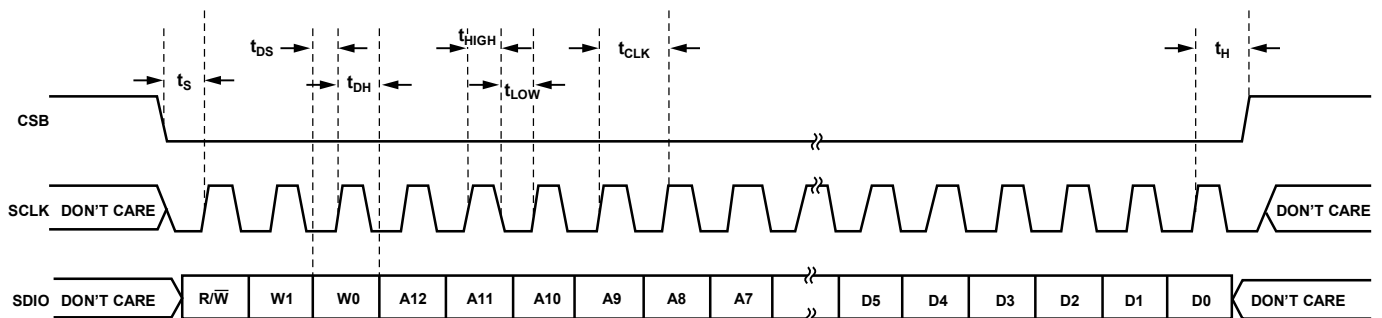 tDS tHIGH tCLK tH
tS tDH tLOW
CSB
SCLK DON'T CARE DON'T CARE
SDIO DON'T CARE R/W̅ W1 W0 A12 A11 A10 A9 A8 A7 D5 D4 D3 D2 D1 D0 DON'T CARE